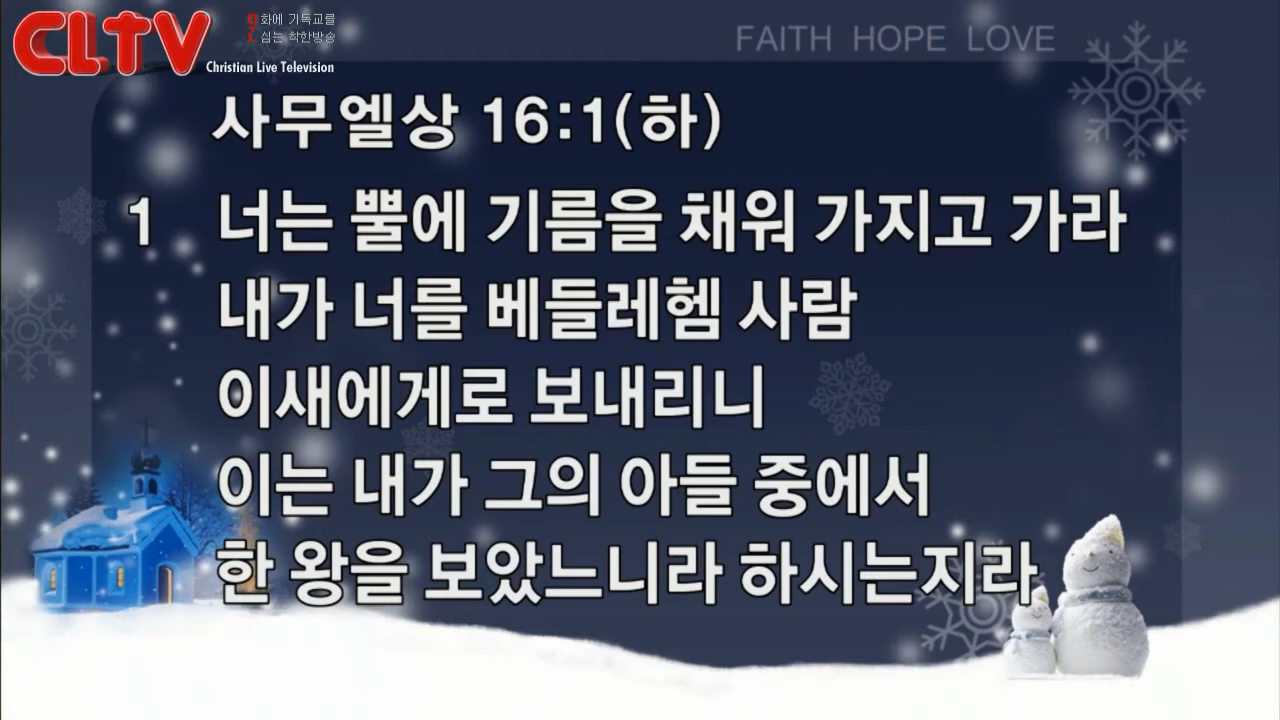 CLTV
화에 기독교를
심는 학한방송
Christian Live Television
FAITH HOPE LOVE
사무엘상 16:1(하)
1 너는 뿔에 기름을 채워 가지고 가라
내가 너를 베들레헴 사람
이새에게로 보내리니
이는 내가 그의 아들 중에서
한 왕을 보았느니라 하시는지라